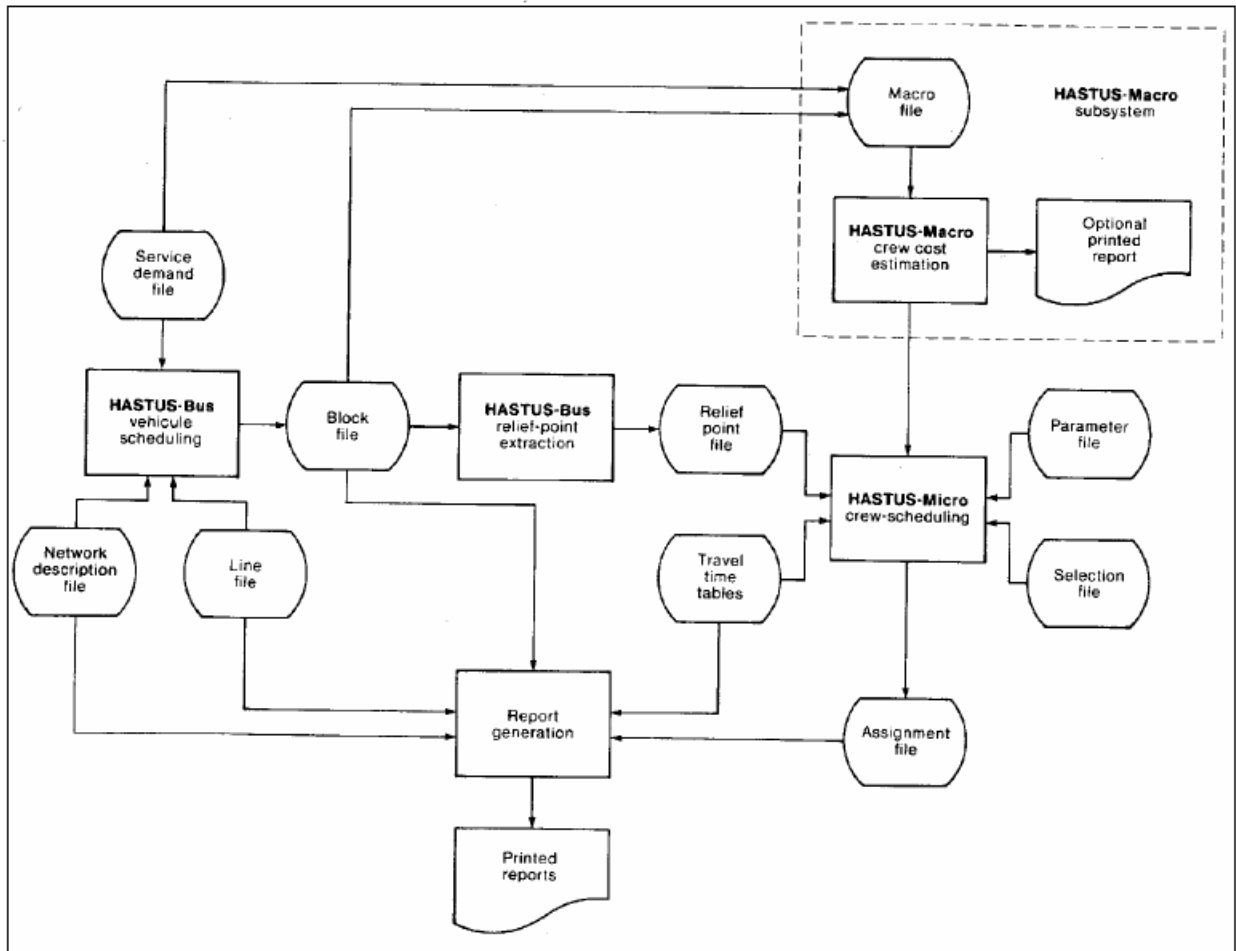 Macro
file
HASTUS-Macro
subsystem
Service
demand
file
HASTUS-Macro
crew cost
estimation
Optional
printed
report
HASTUS-Bus
vehicule
scheduling
Block
file
HASTUS-Bus
relief-point
extraction
Relief
point
file
Parameter
file
HASTUS-Micro
crew-scheduling
Network
description
file
Line
file
Travel
time
tables
Selection
file
Report
generation
Assignment
file
Printed
reports